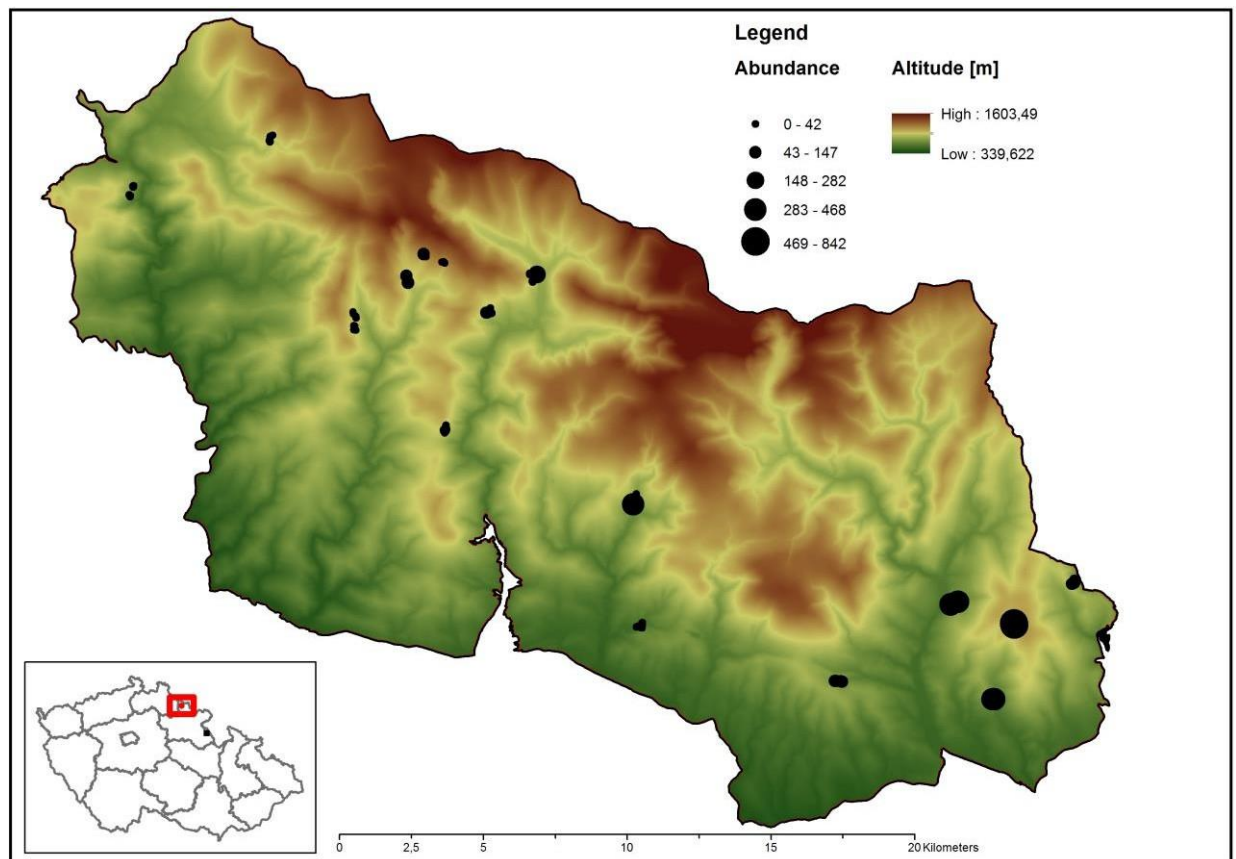 Legend
Abundance
0 - 42
43 - 147
148 - 282
283 - 468
469 - 842
Altitude [m]
High : 1603,49
Low : 339,622
0 2,5 5 10 15 20 Kilometers